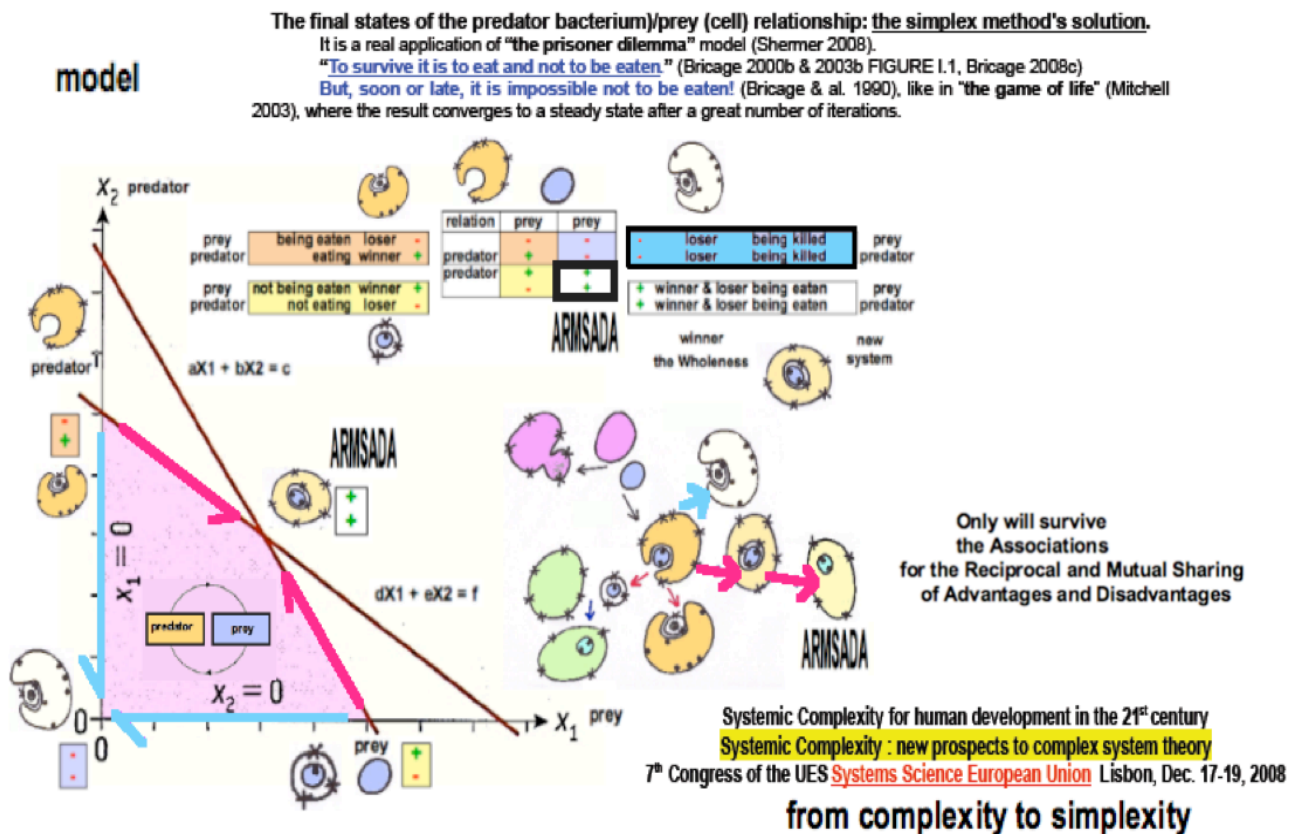 The final states of the predator bacterium)/prey (cell) relationship: the simplex method's solution.
It is a real application of "the prisoner dilemma" model (Shermer 2008).
model
"To survive it is to eat and not to be eaten." (Bricage 2000b & 2003b FIGURE I.1, Bricage 2008c)
But, soon or late, it is impossible not to be eaten! (Bricage & al. 1990), like in "the game of life" (Mitchell
2003), where the result converges to a steady state after a great number of iterations.
X2 predator
relation prey prey
- -
predator + -
predator + +
- +
prey being eaten loser -
predator eating winner +
- loser being killed prey
- loser being killed predator
prey not being eaten winner +
predator not eating loser -
+ winner & loser being eaten prey
+ winner & loser being eaten predator
ARMSADA
winner new
the Wholeness system
predator
aX1 + bX2 = c
-
+
ARMSADA
+
+
X1 = 0
dX1 + eX2 = f
predator prey
X2 = 0
0
0
X1 prey
-
-
prey
+
-
Only will survive
the Associations
for the Reciprocal and Mutual Sharing
of Advantages and Disadvantages
ARMSADA
Systemic Complexity for human development in the 21st century
Systemic Complexity : new prospects to complex system theory
7th Congress of the UES Systems Science European Union Lisbon, Dec. 17-19, 2008
from complexity to simplexity